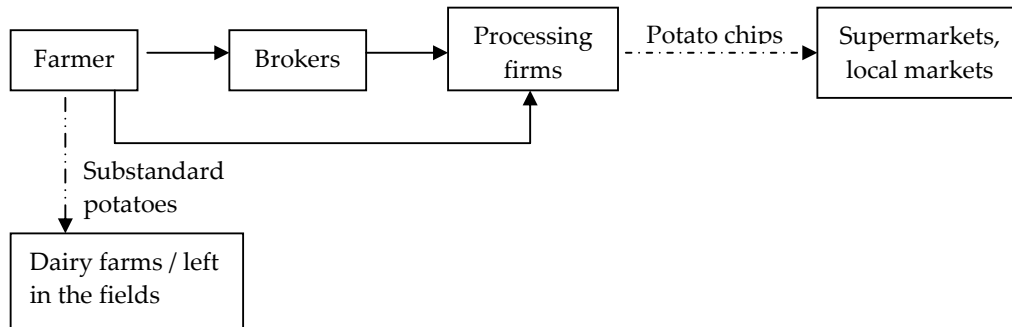 Farmer
Brokers
Processing
firms
Potato chips
Supermarkets,
local markets
Substandard
potatoes
Dairy farms / left
in the fields